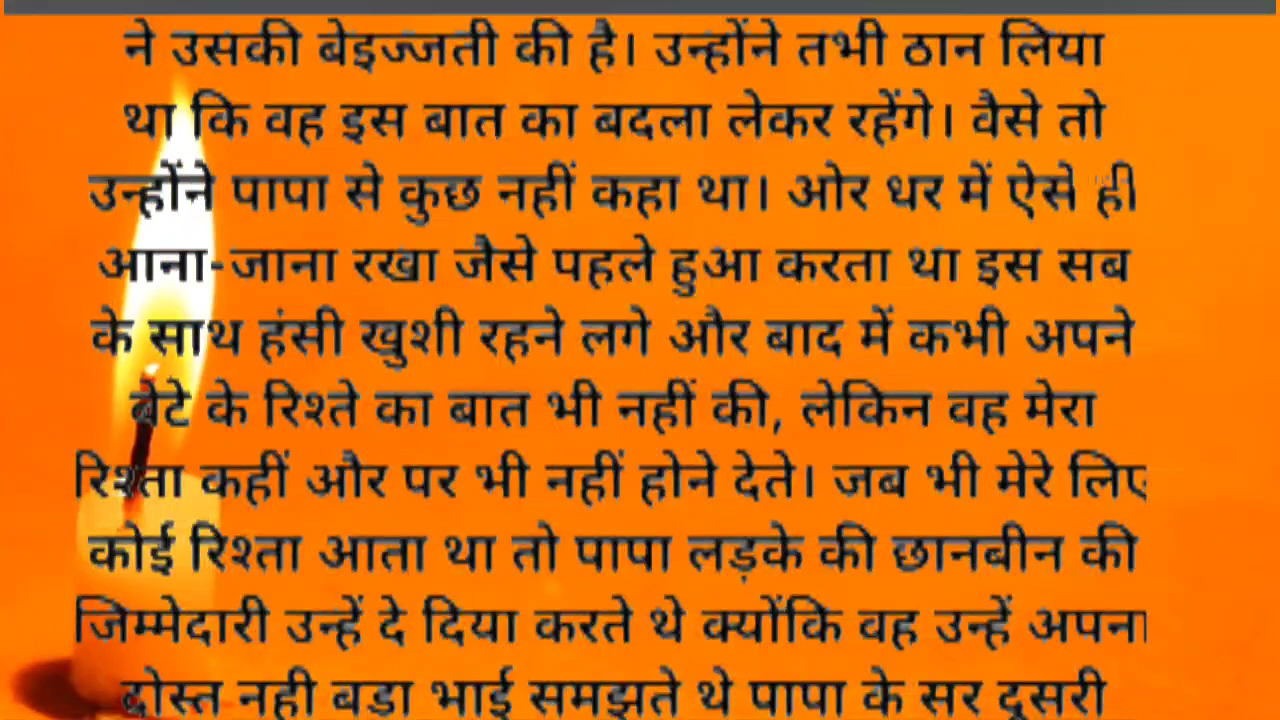 ने उसकी बेइज्जती की है। उन्होंने तभी ठान लिया
था कि वह इस बात का बदला लेकर रहेंगे। वैसे तो
उन्होंने पापा से कुछ नहीं कहा था। ओर धर में ऐसे ही
आना-जाना रखा जैसे पहले हुआ करता था इस सब
के साथ हंसी खुशी रहने लगे और बाद में कभी अपने
बेटे के रिश्ते का बात भी नहीं की, लेकिन वह मेरा
रिश्ता कहीं और पर भी नहीं होने देते। जब भी मेरे लिए
कोई रिश्ता आता था तो पापा लड़के की छानबीन की
जिम्मेदारी उन्हें दे दिया करते थे क्योंकि वह उन्हें अपना
दोस्त नही बडा भाई समझते थे पापा के सर दूसरी